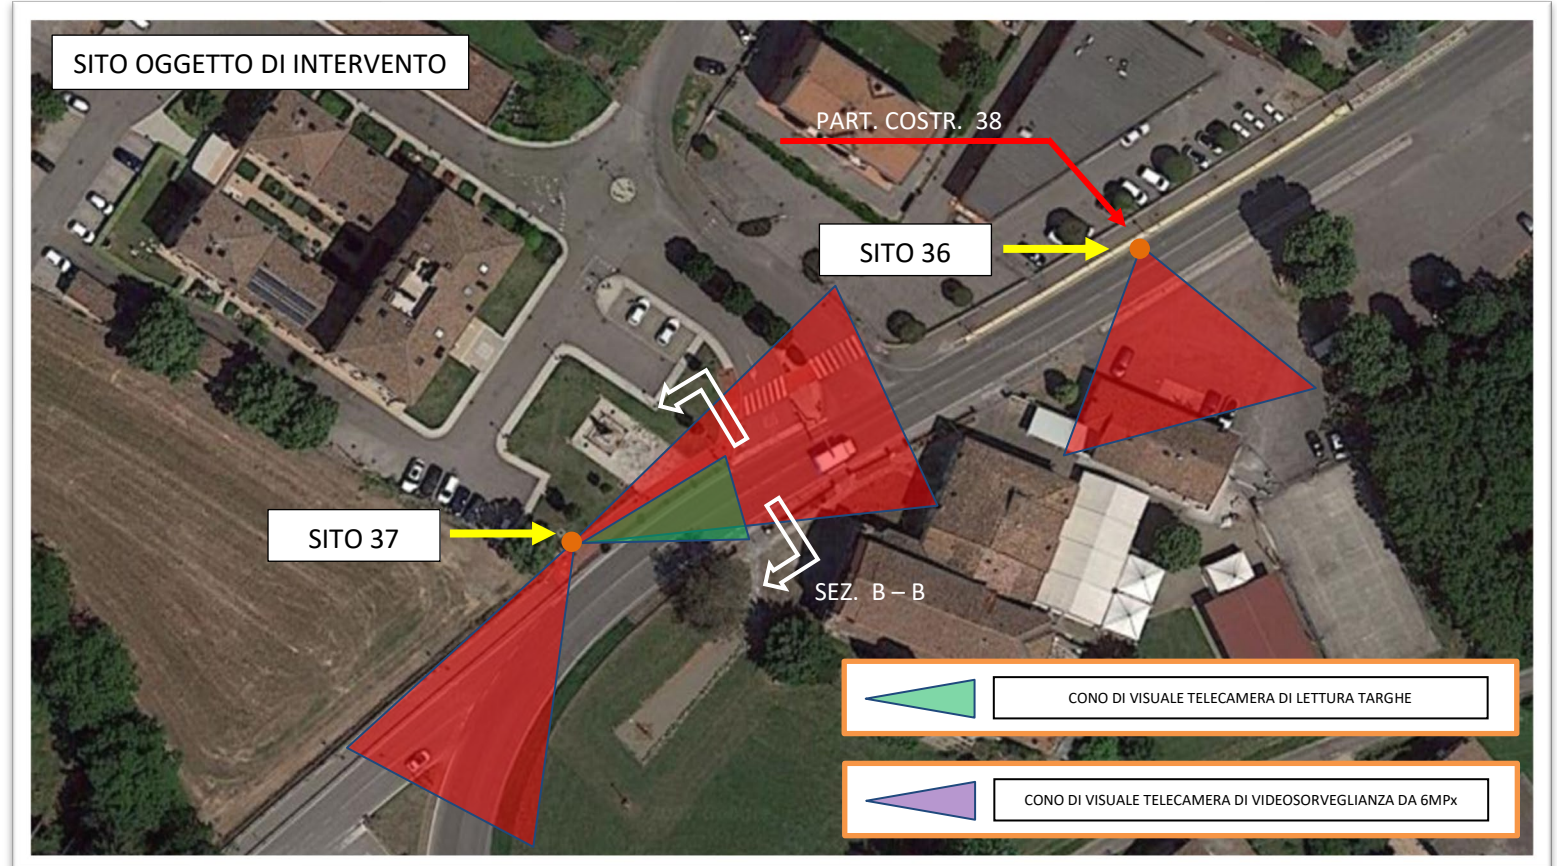 SITO OGGETTO DI INTERVENTO
PART. COSTR. 38
SITO 36
SITO 37
SEZ. B – B
CONO DI VISUALE TELECAMERA DI LETTURA TARGHE
CONO DI VISUALE TELECAMERA DI VIDEOSORVEGLIANZA DA 6MPx